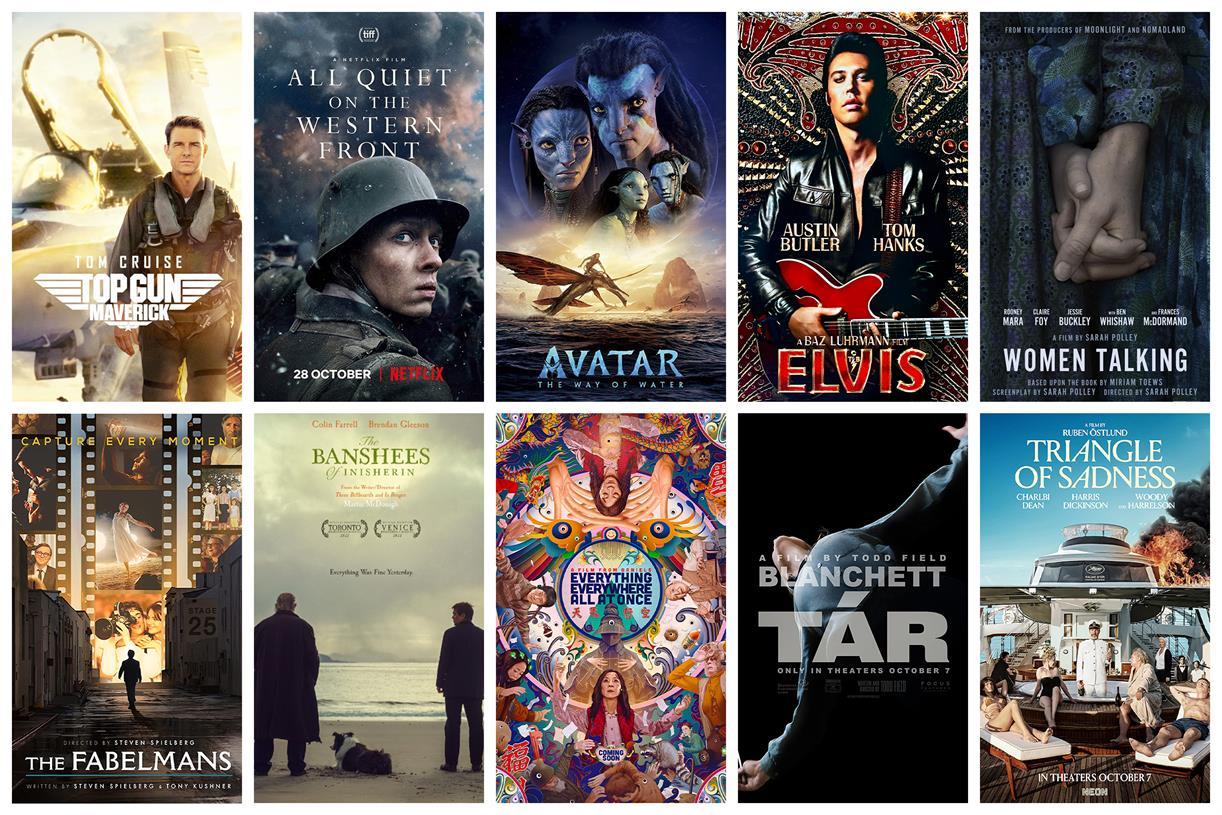 TOM CRUISE
TOP GUN
MAVERICK
tiff
A NETFLIX FILM
ALL QUIET
ON THE
WESTERN
FRONT
28 OCTOBER | NETFLIX
AVATAR
THE WAY OF WATER
AUSTIN BUTLER
TOM HANKS
A BAZ LUHRMANN FILM
ELVIS
FROM THE PRODUCERS OF MOONLIGHT AND NOMADLAND
ROONEY MARA CLAIRE FOY JESSIE BUCKLEY WITH BEN WHISHAW AND FRANCES McDORMAND
A FILM BY SARAH POLLEY
WOMEN TALKING
BASED UPON THE BOOK BY MIRIAM TOEWS
SCREENPLAY BY SARAH POLLEY DIRECTED BY SARAH POLLEY
CAPTURE EVERY MOMENT
STAGE
25
DIRECTED BY STEVEN SPIELBERG
THE FABELMANS
WRITTEN BY STEVEN SPIELBERG & TONY KUSHNER
Colin Farrell Brendan Gleeson
The
BANSHEES
Of INISHERIN
From the Writer/Director of
Three Billboards and In Bruges
Martin McDonagh
TORONTO
VENICE
Everything Was Fine Yesterday.
A FILM FROM DANIELS
EVERYTHING
EVERYWHERE
ALL AT ONCE
COMING
SOON
A FILM BY TODD FIELD
BLANCHETT
TÁR
ONLY IN THEATERS OCTOBER 7
WRITTEN AND DIRECTED BY TODD FIELD
FOCUS
A FILM BY
RUBEN ÖSTLUND
TRIANGLE
OF SADNESS
CHARLBI DEAN HARRIS DICKINSON AND WOODY HARRELSON
IN THEATERS OCTOBER 7
NEON